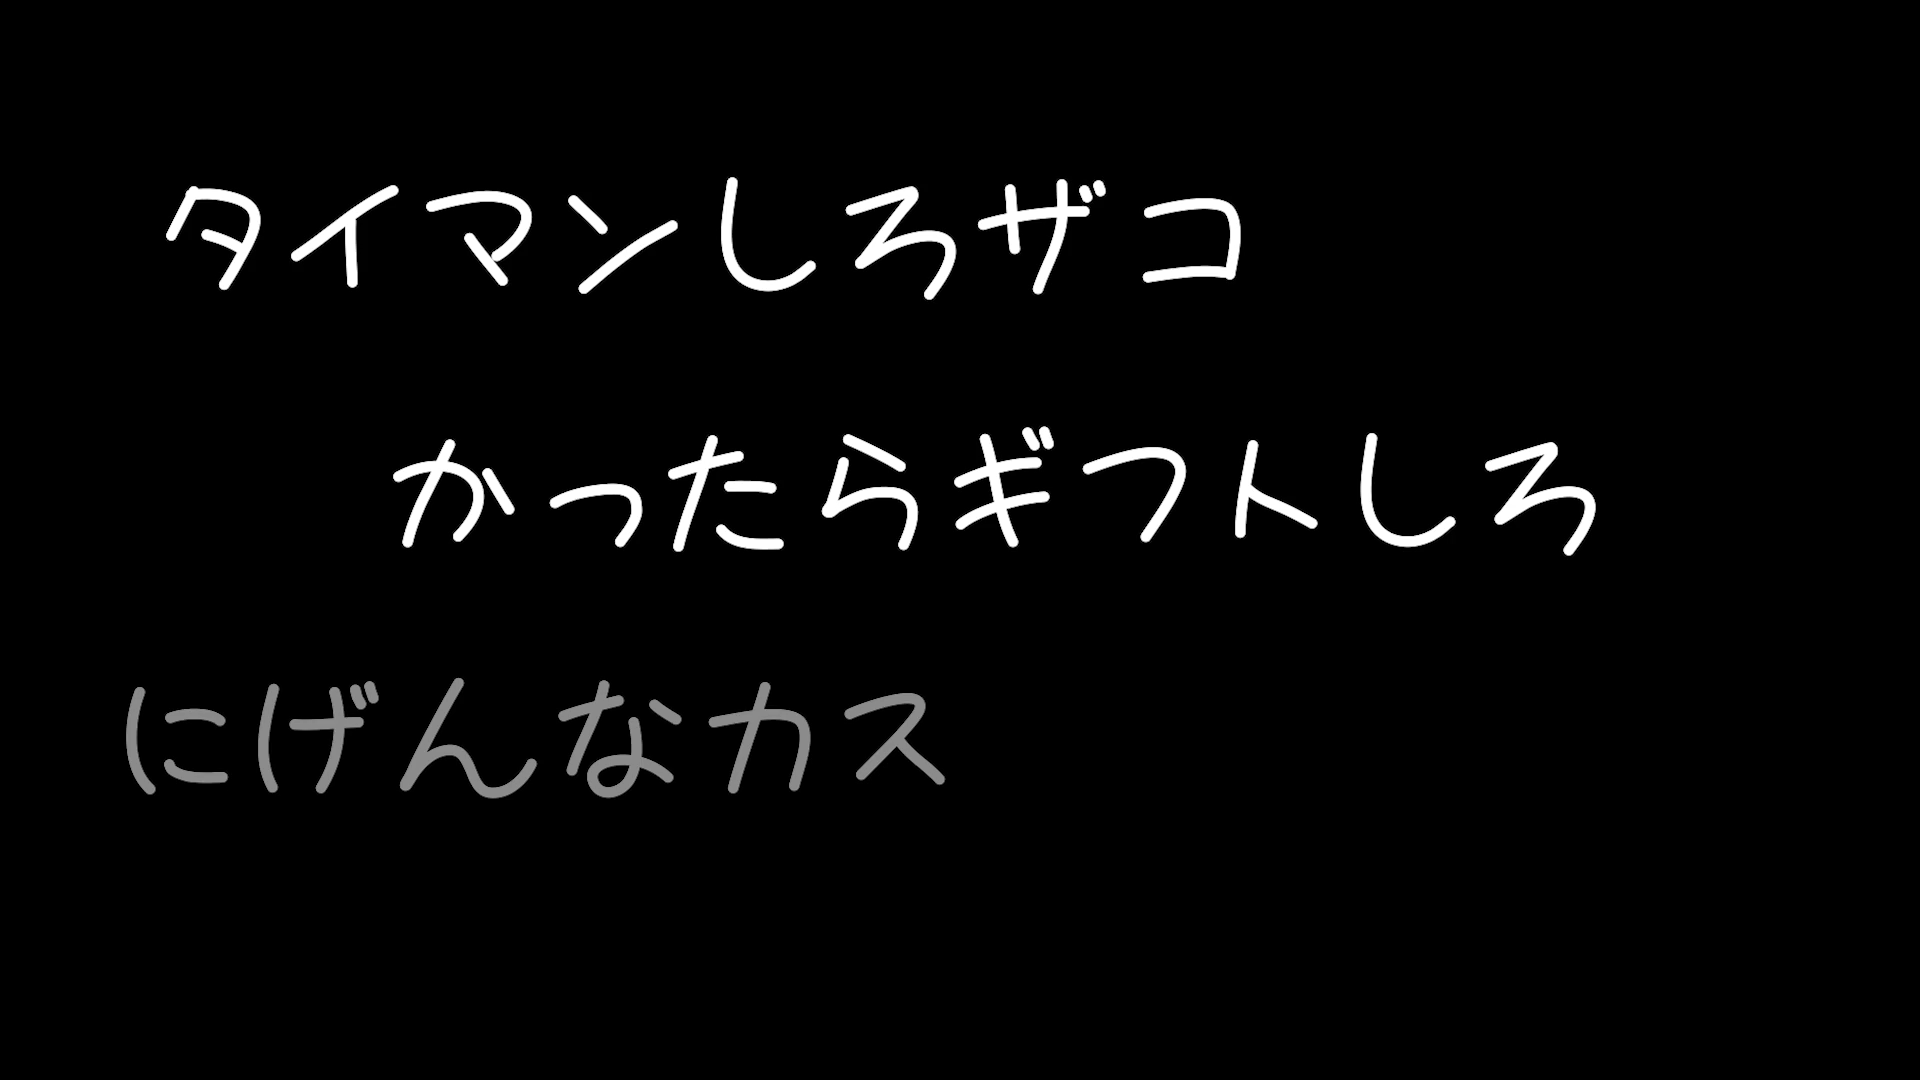 タイマンしろザコ
かったらギフトしろ
にげんなカス